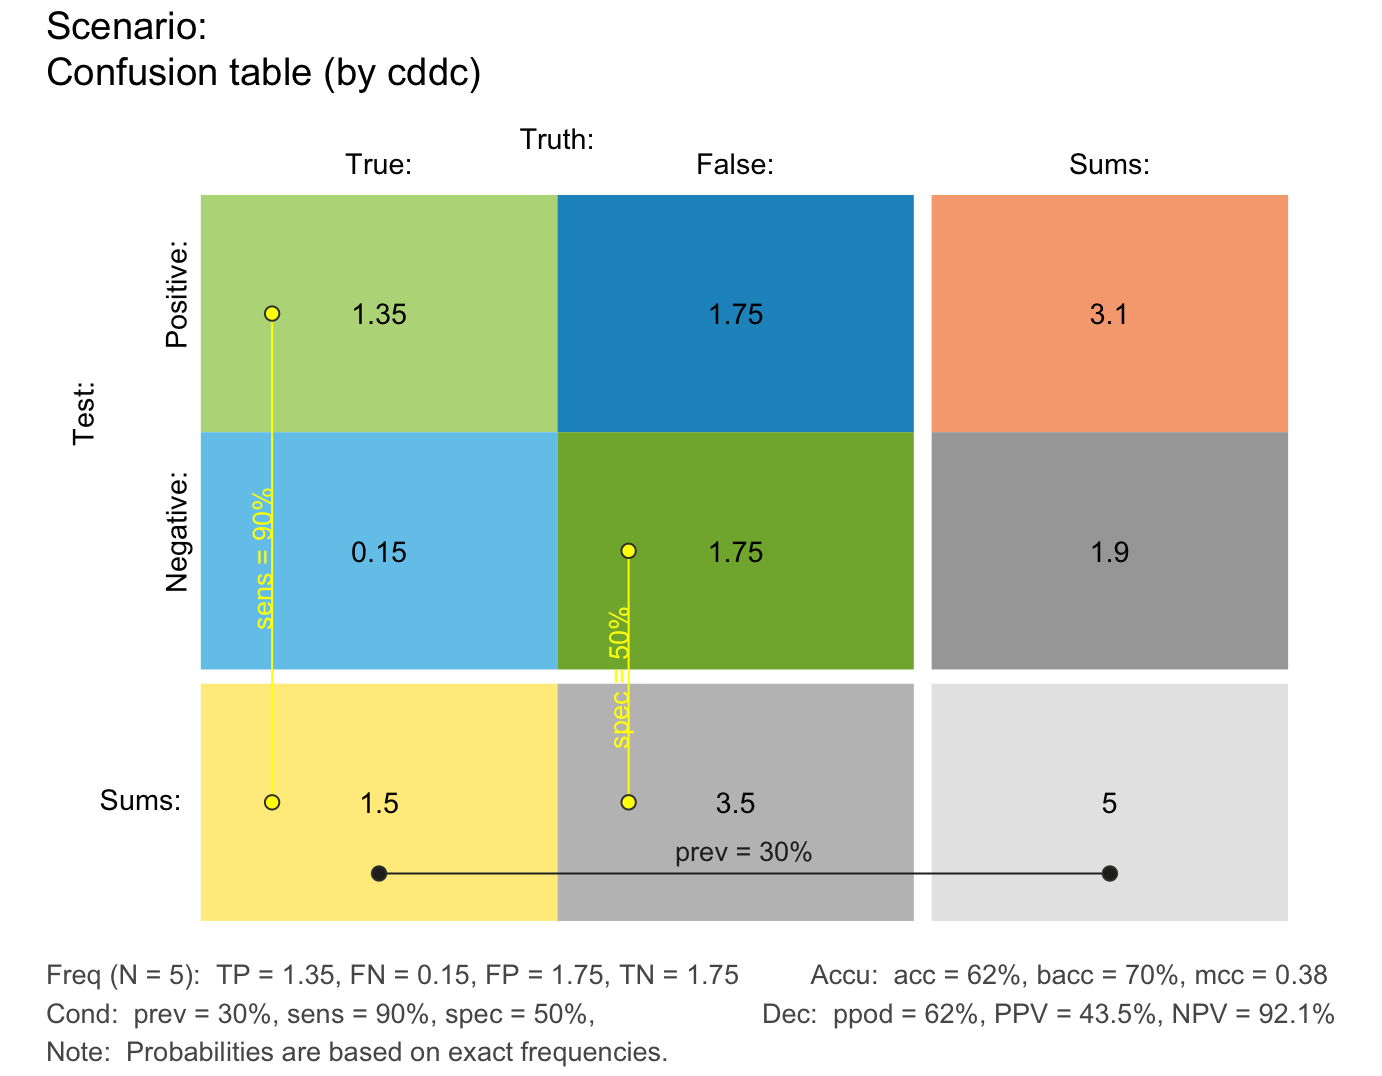 Scenario:
Confusion table (by cddc)
Truth:
True:
False:
Sums:
Test:
Positive:
1.35
1.75
3.1
Negative:
0.15
1.75
1.9
sens = 90%
spec = 50%
Sums:
1.5
3.5
5
prev = 30%
Freq (N = 5):  TP = 1.35, FN = 0.15, FP = 1.75, TN = 1.75
Accu:  acc = 62%, bacc = 70%, mcc = 0.38
Cond:  prev = 30%, sens = 90%, spec = 50%,
Dec:  ppod = 62%, PPV = 43.5%, NPV = 92.1%
Note:  Probabilities are based on exact frequencies.